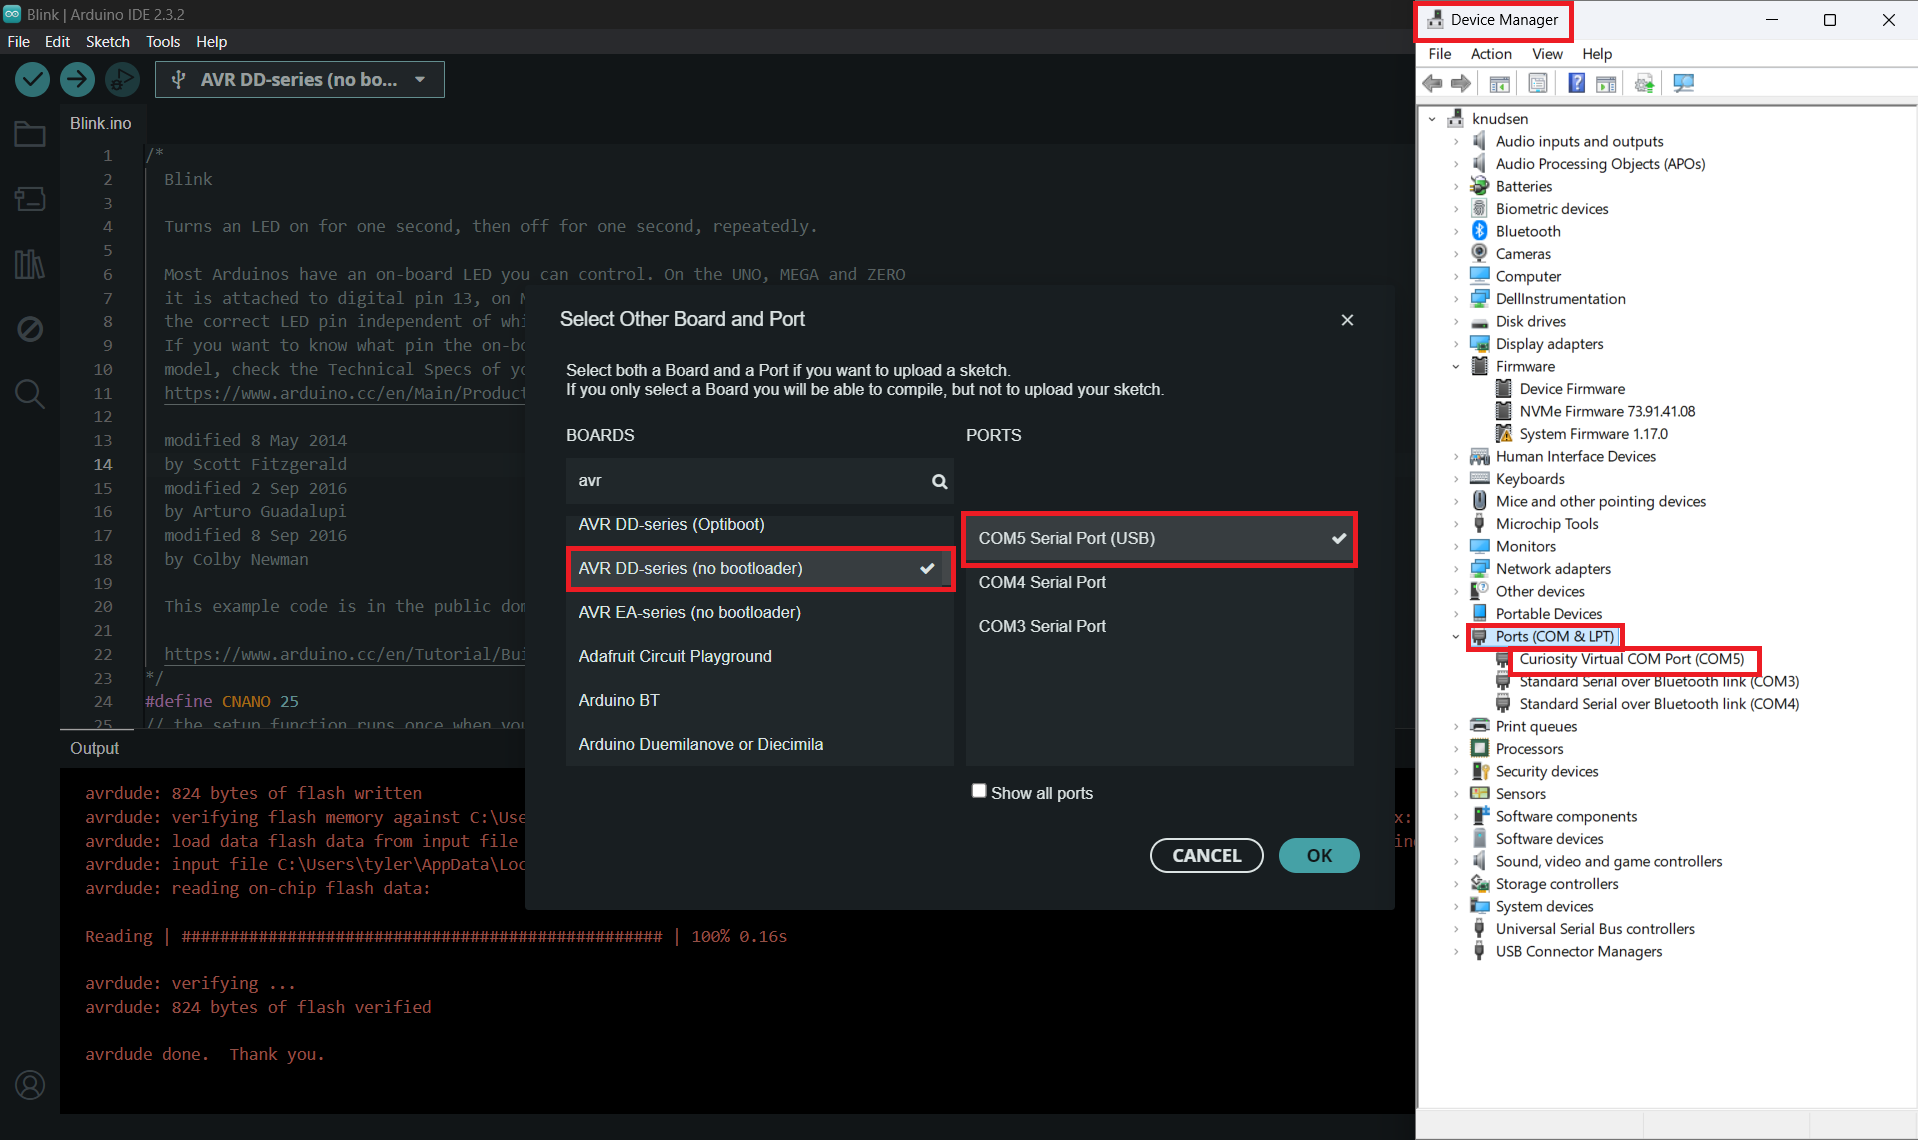 Blink | Arduino IDE 2.3.2
File Edit Sketch Tools Help
AVR DD-series (no bo...
Blink.ino
1 /*
2 Blink
3
4 Turns an LED on for one second, then off for one second, repeatedly.
5
6 Most Arduinos have an on-board LED you can control. On the UNO, MEGA and ZERO
7 it is attached to digital pin 13, on
8 the correct LED pin independent of
9 If you want to know what pin the
10 model, check the Technical Specs of
11 https://www.arduino.cc/en/Main/Product
12
13 modified 8 May 2014
14 by Scott Fitzgerald
15 modified 2 Sep 2016
16 by Arturo Guadalupi
17 modified 8 Sep 2016
18 by Colby Newman
19
20 This example code is in the public
21
22 https://www.arduino.cc/en/Tutorial/Bui
23 */
24 #define CNANO 25
25 // the setup function runs once when
Output
avrdude: 824 bytes of flash written
avrdude: verifying flash memory against C:\Use
avrdude: load data flash data from input file
avrdude: input file C:\Users\tyler\AppData\Loc
avrdude: reading on-chip flash data:
Reading | ################################################## | 100% 0.16s
avrdude: verifying ...
avrdude: 824 bytes of flash verified
avrdude done. Thank you.
Select Other Board and Port
Select both a Board and a Port if you want to upload a sketch.
If you only select a Board you will be able to compile, but not to upload your sketch.
BOARDS
avr
AVR DD-series (Optiboot)
AVR DD-series (no bootloader)
AVR EA-series (no bootloader)
Adafruit Circuit Playground
Arduino BT
Arduino Duemilanove or Diecimila
PORTS
COM5 Serial Port (USB)
COM4 Serial Port
COM3 Serial Port
Show all ports
CANCEL OK
Device Manager
File Action View Help
knudsen
Audio inputs and outputs
Audio Processing Objects (APOs)
Batteries
Biometric devices
Bluetooth
Cameras
Computer
DellInstrumentation
Disk drives
Display adapters
Firmware
Device Firmware
NVMe Firmware 73.91.41.08
System Firmware 1.17.0
Human Interface Devices
Keyboards
Mice and other pointing devices
Microchip Tools
Monitors
Network adapters
Other devices
Portable Devices
Ports (COM & LPT)
Curiosity Virtual COM Port (COM5)
Standard Serial over Bluetooth link (COM3)
Standard Serial over Bluetooth link (COM4)
Print queues
Processors
Security devices
Sensors
Software components
Software devices
Sound, video and game controllers
Storage controllers
System devices
Universal Serial Bus controllers
USB Connector Managers